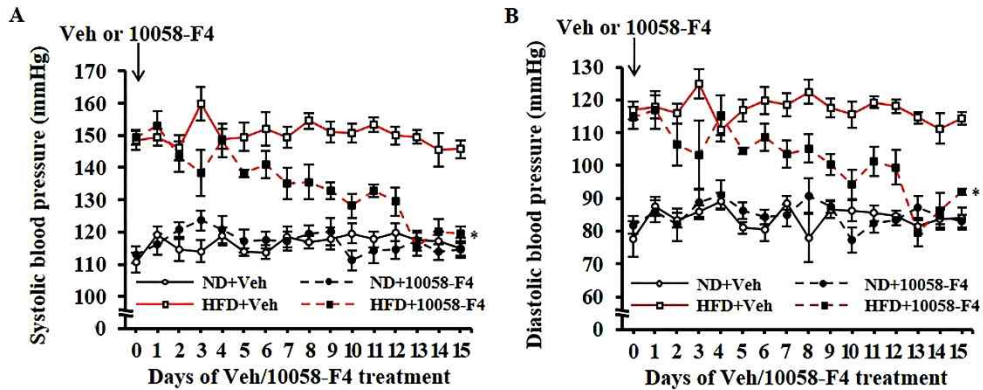 A
Veh or 10058-F4
Systolic blood pressure (mmHg)
170
160
150
140
130
120
110
100
0
*
ND+Veh
ND+10058-F4
HFD+Veh
HFD+10058-F4
0 1 2 3 4 5 6 7 8 9 10 11 12 13 14 15
Days of Veh/10058-F4 treatment
B
Veh or 10058-F4
Diastolic blood pressure (mmHg)
130
120
110
100
90
80
70
60
0
*
ND+Veh
ND+10058-F4
HFD+Veh
HFD+10058-F4
0 1 2 3 4 5 6 7 8 9 10 11 12 13 14 15
Days of Veh/10058-F4 treatment